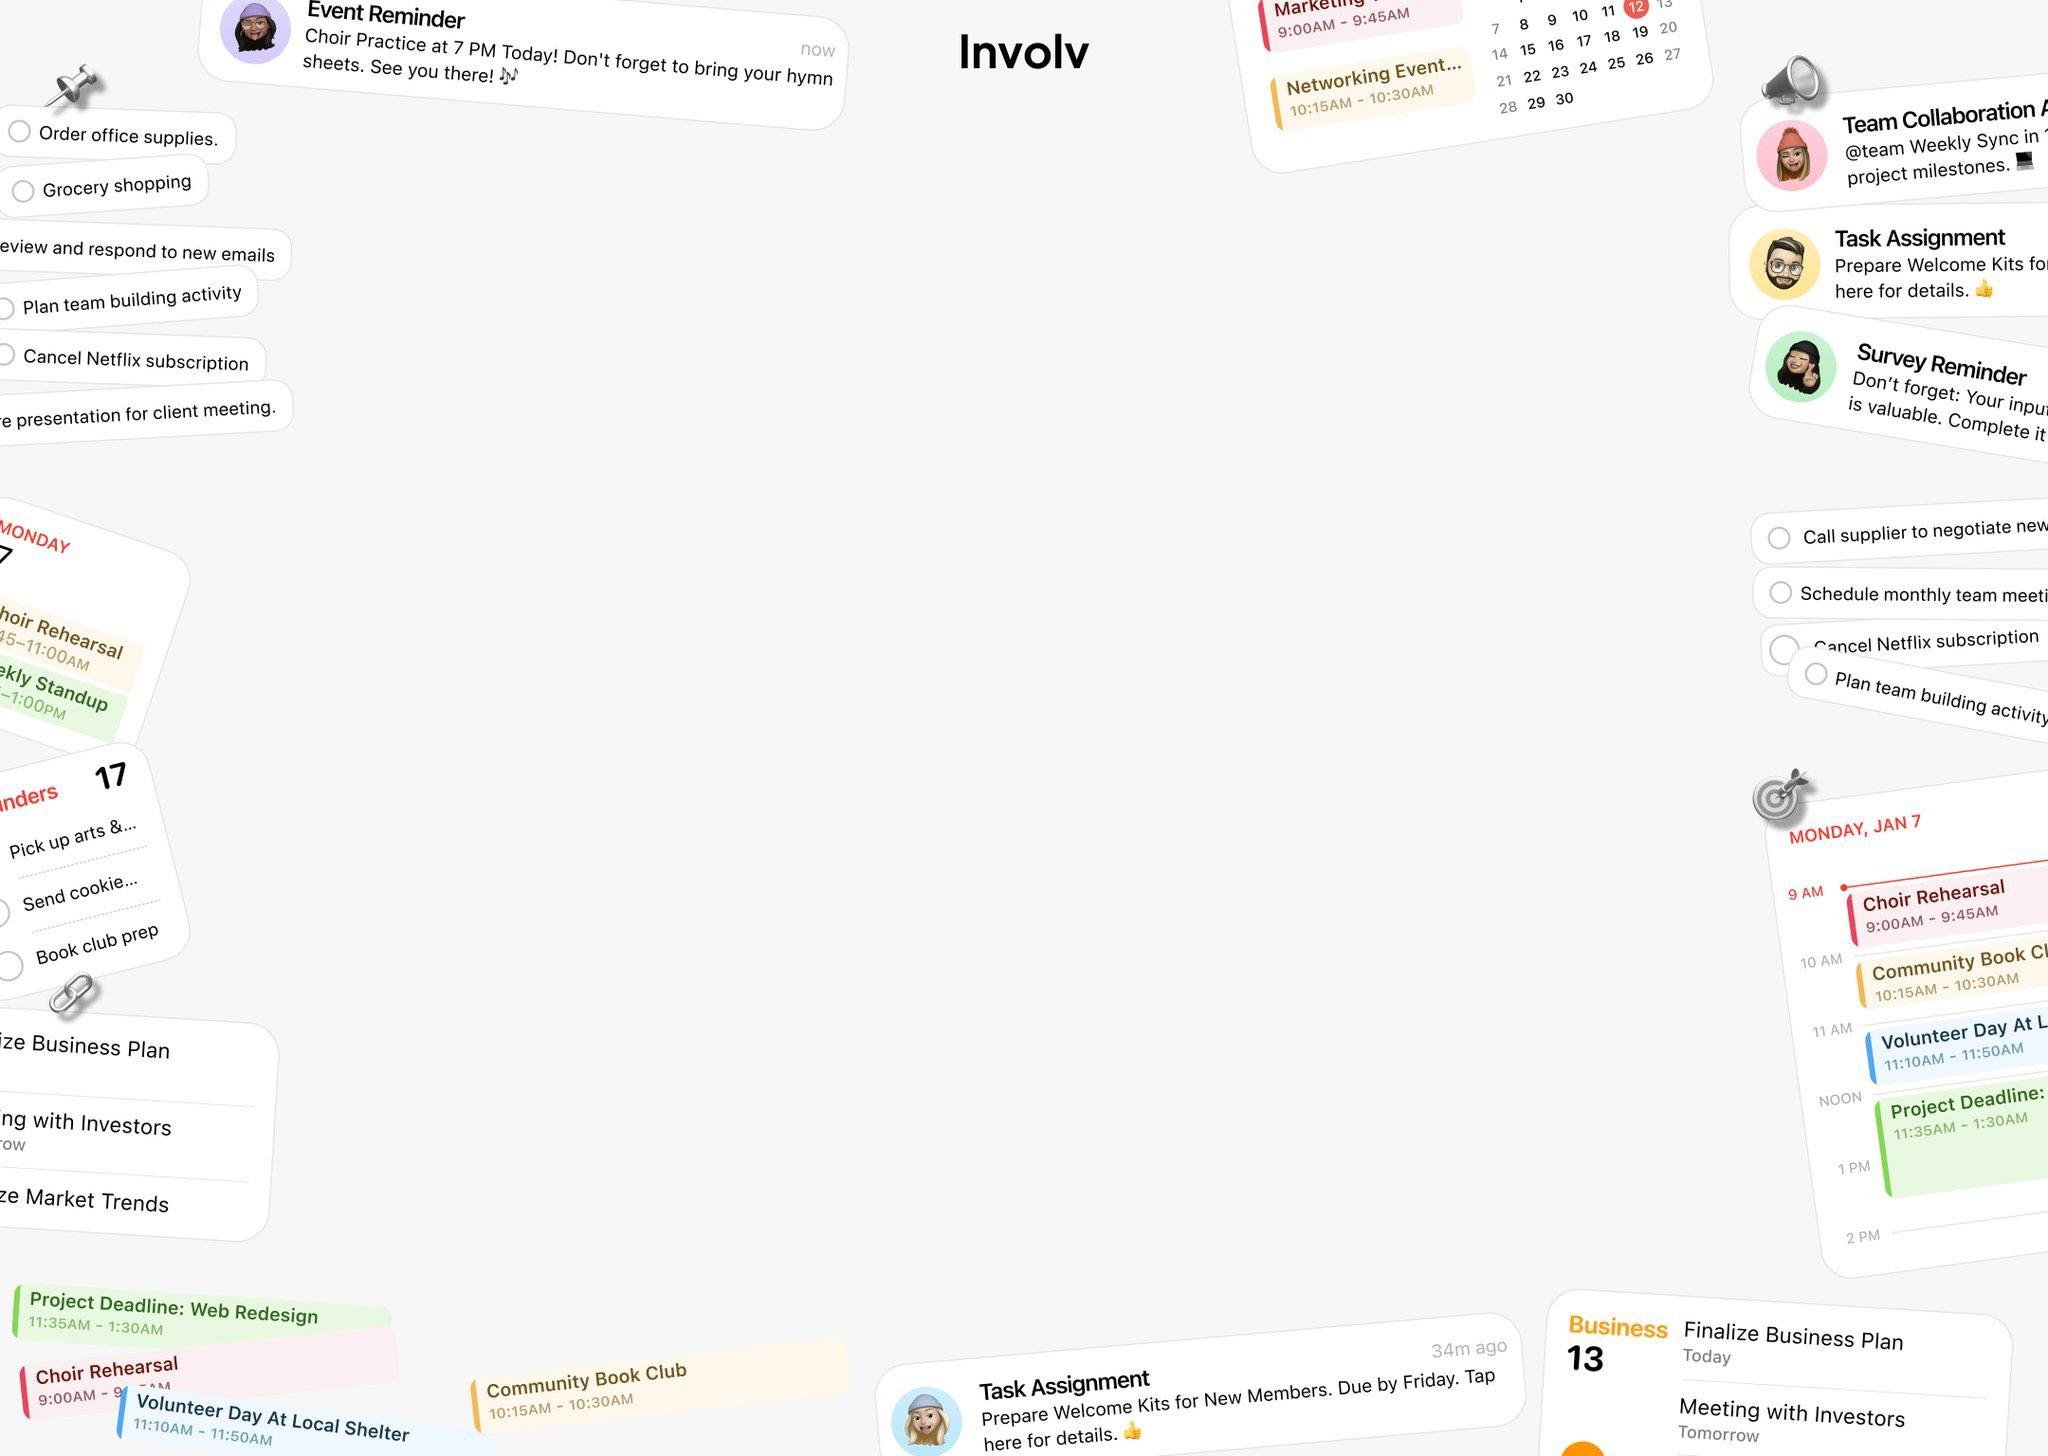 Event Reminder
now
Choir Practice at 7 PM Today! Don't forget to bring your hymn
sheets. See you there! 🎶
Involv
Marketing
9:00AM - 9:45AM
Networking Event...
10:15AM - 10:30AM
7 8 9 10 11 12 13
14 15 16 17 18 19 20
21 22 23 24 25 26 27
28 29 30
Order office supplies.
Grocery shopping
eview and respond to new emails
Plan team building activity
Cancel Netflix subscription
re presentation for client meeting.
Team Collaboration A
@team Weekly Sync in 1
project milestones. 💻
Task Assignment
Prepare Welcome Kits fo
here for details. 👍
Survey Reminder
Don't forget: Your input
is valuable. Complete it
MONDAY
7
hoir Rehearsal
45–11:00AM
ekly Standup
–1:00PM
Call supplier to negotiate new
Schedule monthly team meeti
Cancel Netflix subscription
Plan team building activity
nders
17
Pick up arts &...
Send cookie...
Book club prep
ize Business Plan
ng with Investors
row
ze Market Trends
MONDAY, JAN 7
9 AM
Choir Rehearsal
9:00AM - 9:45AM
10 AM
Community Book Cl
10:15AM - 10:30AM
11 AM
Volunteer Day At L
11:10AM - 11:50AM
NOON
Project Deadline:
11:35AM - 1:30AM
1 PM
2 PM
Project Deadline: Web Redesign
11:35AM - 1:30AM
Choir Rehearsal
9:00AM - 9
AM
Volunteer Day At Local Shelter
11:10AM - 11:50AM
Community Book Club
10:15AM - 10:30AM
34m ago
Task Assignment
Prepare Welcome Kits for New Members. Due by Friday. Tap
here for details. 👍
Business
13
Finalize Business Plan
Today
Meeting with Investors
Tomorrow